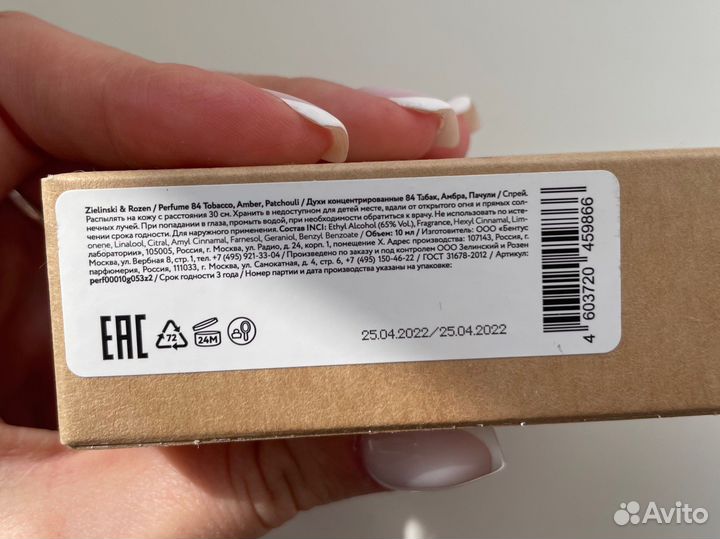 Zielinski & Rozen / Perfume 84 Tobacco, Amber, Patchouli / Духи концентрированные 84 Табак, Амбра, Пачули / Спрей.
Распылять на кожу с расстояния 30 см. Хранить в недоступном для детей месте, вдали от открытого огня и прямых сол-
нечных лучей. При попадании в глаза, промыть водой, при необходимости обратиться к врачу. Не использовать по исте-
чении срока годности. Для наружного применения. Состав INCI: Ethyl Alcohol (65% Vol.), Fragrance, Hexyl Cinnamal, Lim-
onene, Linalool, Citral, Amyl Cinnamal, Farnesol, Geraniol, Benzyl Benzoate / Объем: 10 мл / Изготовитель: ООО «Бентус
лаборатории», 105005, Россия, г. Москва, ул. Радио, д. 24, корп. 1, помещение X. Адрес производства: 107143, Россия, г.
Москва, ул. Вербная 8, стр. 1, тел. +7 495) 921-33-04 / Произведено по заказу и под контролем ООО Зелинский и Розен
парфюмерия, Россия, 111033, г. Москва, ул. Самокатная, д. 4, стр. 6, +7 495) 150-46-22 / ГОСТ 31678-2012 / Артикул:
perf00010g053z2 / Срок годности 3 года / Номер партии и дата производства указаны на упаковке:
EAC
72
24M
25.04.2022/25.04.2022
4 603720 459866
Avito